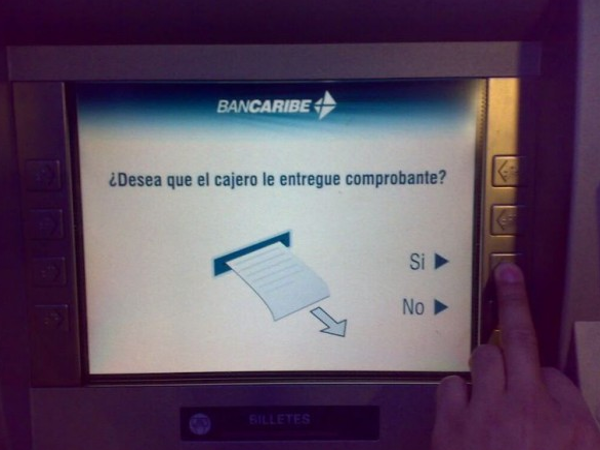 BANCARIBE
¿Desea que el cajero le entregue comprobante?
Si
No
BILLETES